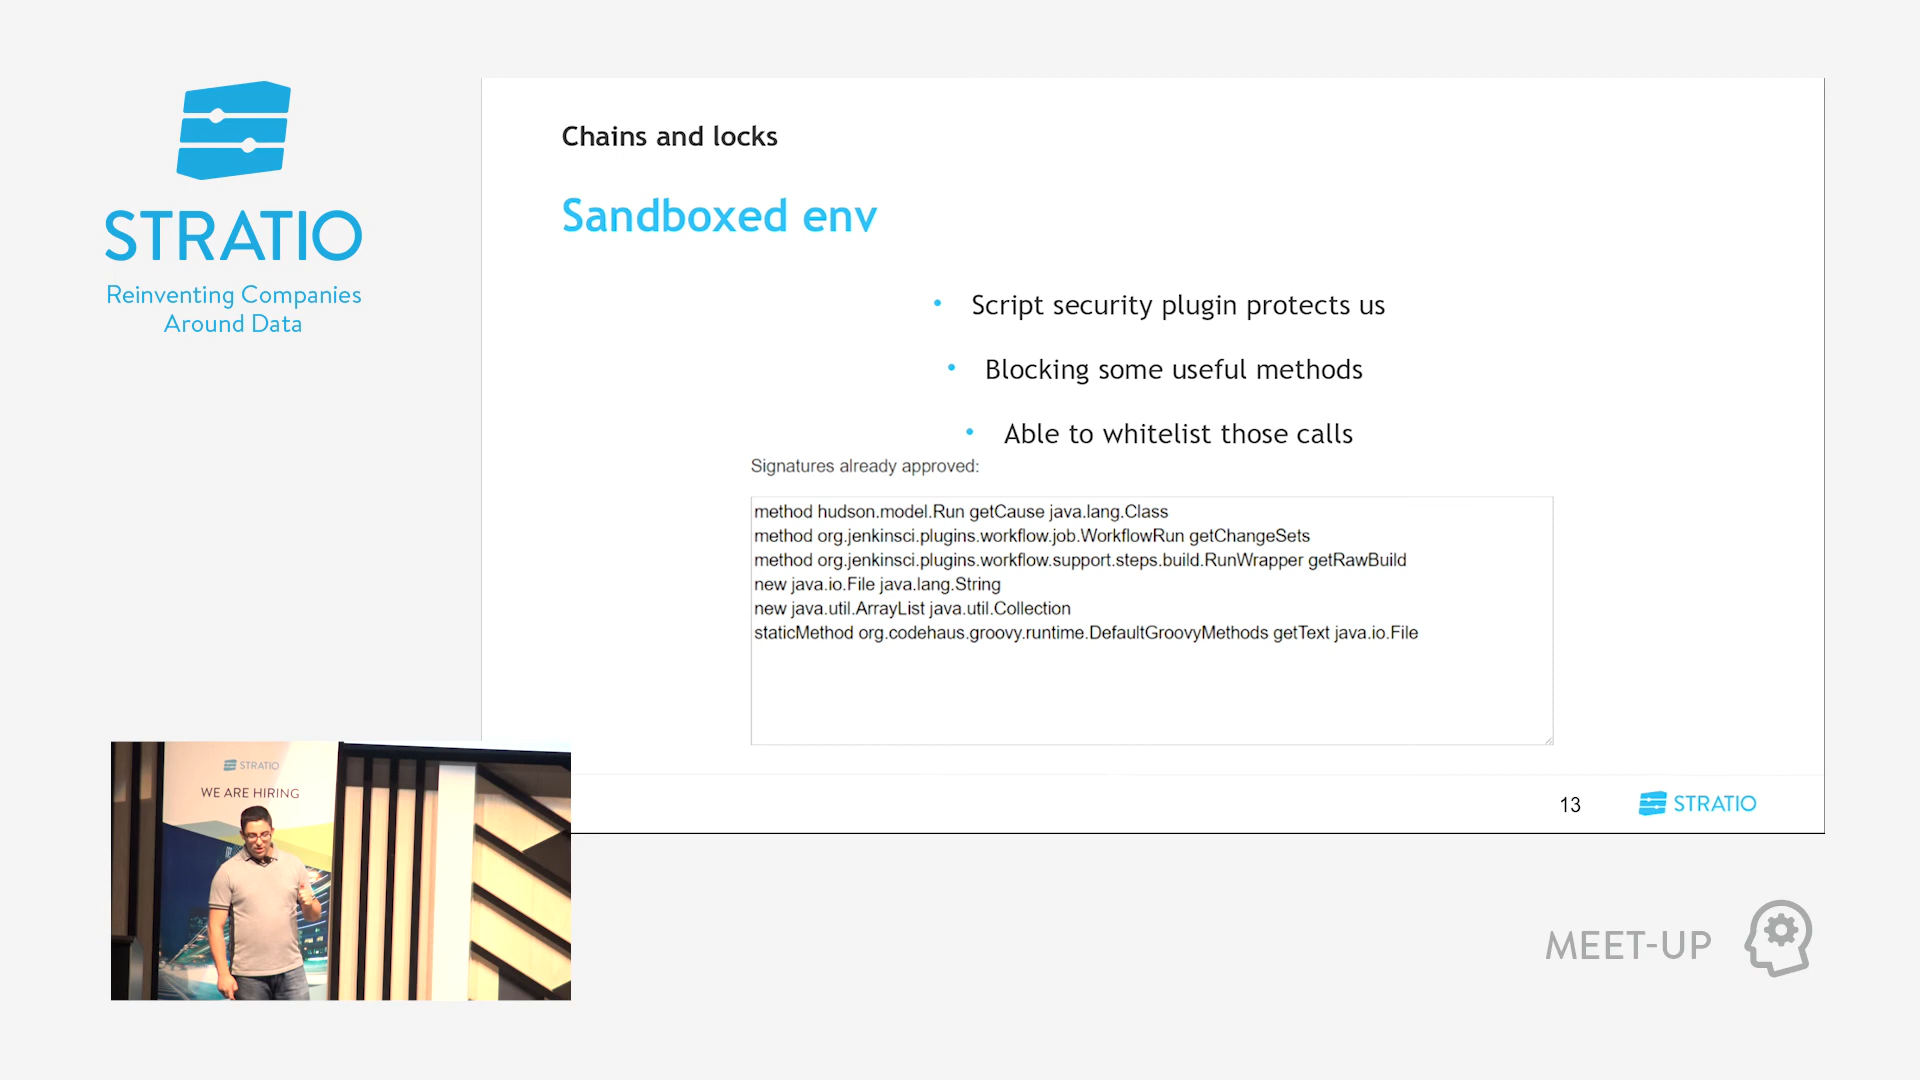 STRATIO
Reinventing Companies
Around Data
Chains and locks
Sandboxed env
• Script security plugin protects us
• Blocking some useful methods
• Able to whitelist those calls
Signatures already approved:
method hudson.model.Run getCause java.lang.Class
method org.jenkinsci.plugins.workflow.job.WorkflowRun getChangeSets
method org.jenkinsci.plugins.workflow.support.steps.build.RunWrapper getRawBuild
new java.io.File java.lang.String
new java.util.ArrayList java.util.Collection
staticMethod org.codehaus.groovy.runtime.DefaultGroovyMethods getText java.io.File
13
STRATIO
STRATIO
WE ARE HIRING
MEET-UP